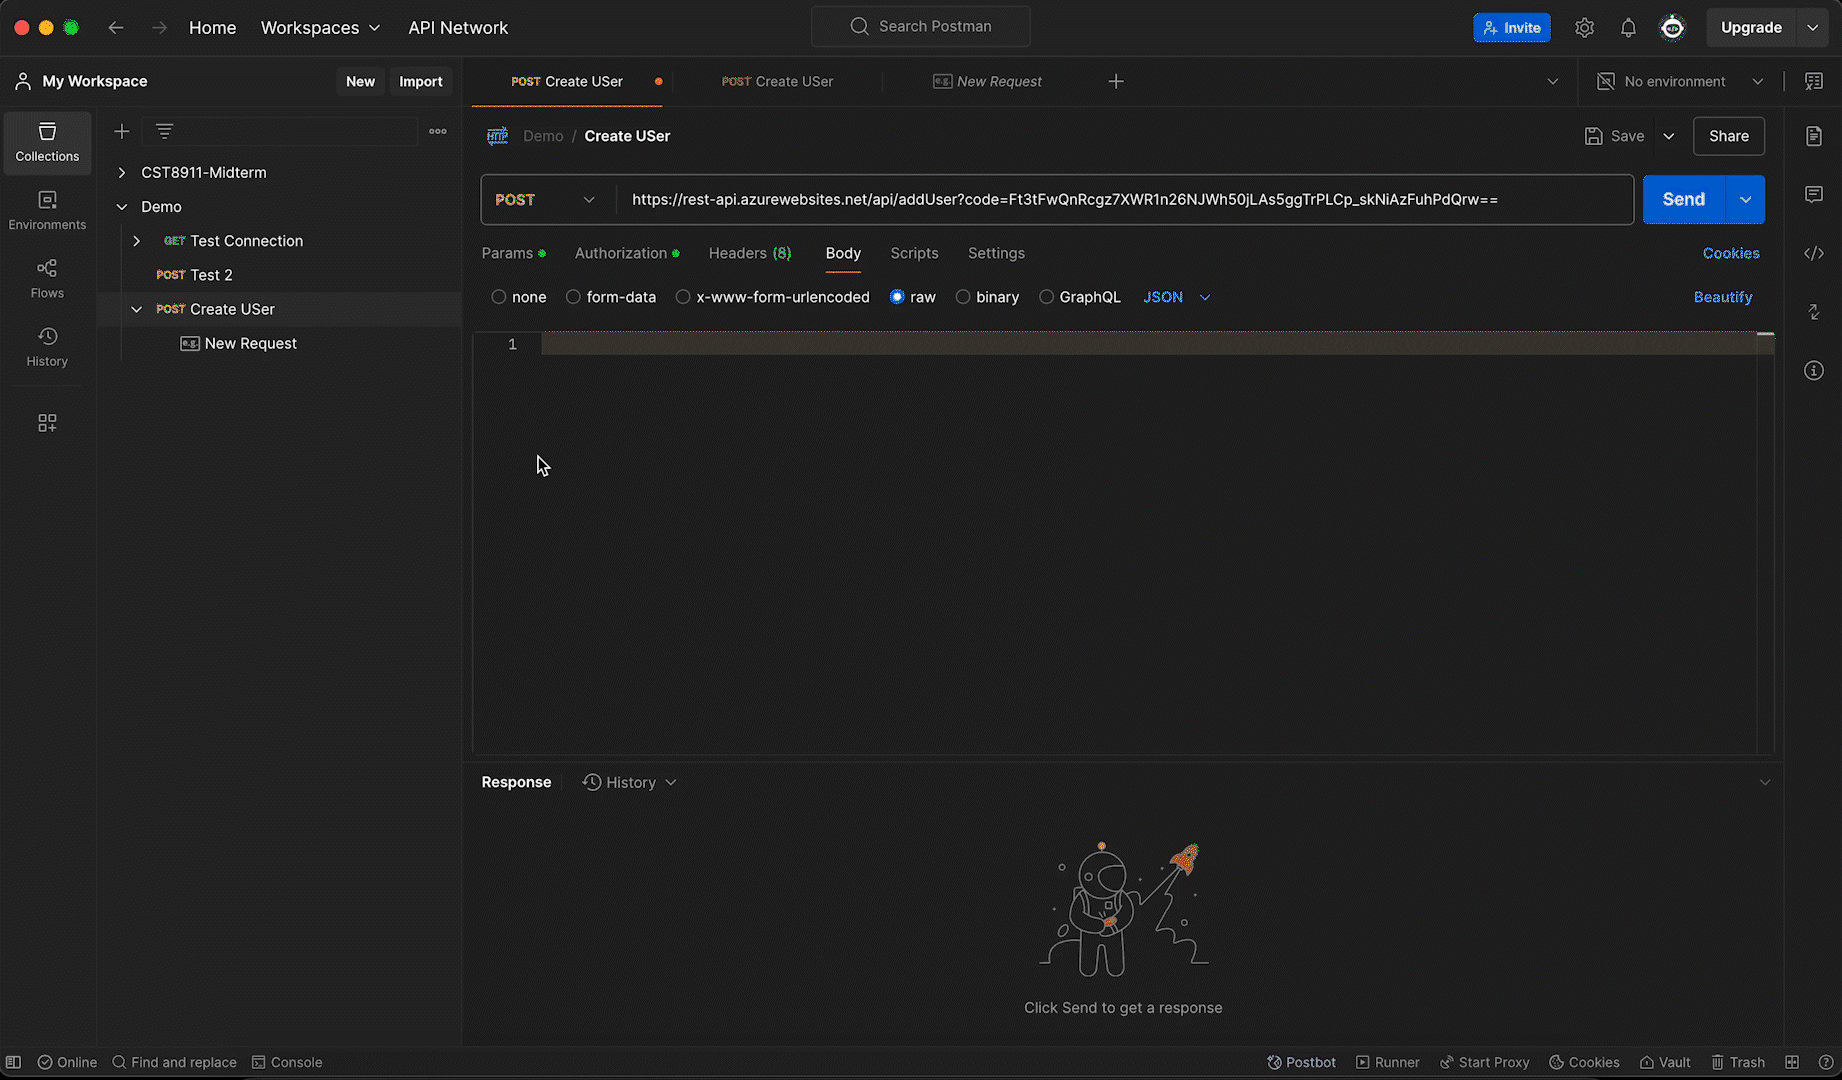 Home Workspaces API Network Search Postman Invite Upgrade
My Workspace New Import POST Create USer POST Create USer e.g. New Request No environment
Collections
Environments
Flows
History
CST8911-Midterm
Demo
GET Test Connection
POST Test 2
POST Create USer
e.g. New Request
HTTP Demo / Create USer Save Share
POST https://rest-api.azurewebsites.net/api/addUser?code=Ft3tFwQnRcgz7XWR1n26NJWh50jLAs5ggTrPLCp_skNiAzFuhPdQrw== Send
Params Authorization Headers (8) Body Scripts Settings Cookies
none form-data x-www-form-urlencoded raw binary GraphQL JSON Beautify
1
Response History
Click Send to get a response
Online Find and replace Console Postbot Runner Start Proxy Cookies Vault Trash